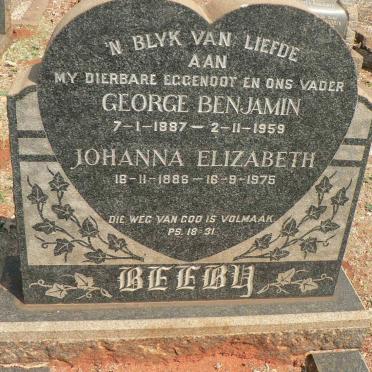 'N BLYK VAN LIEFDE
AAN
MY DIERBARE EGGENOOT EN ONS VADER
GEORGE BENJAMIN
7-1-1887 — 2-11-1959
JOHANNA ELIZABETH
18-11-1886 — 16-9-1975
DIE WEG VAN GOD IS VOLMAAK
PS. 18:31
BEEBY